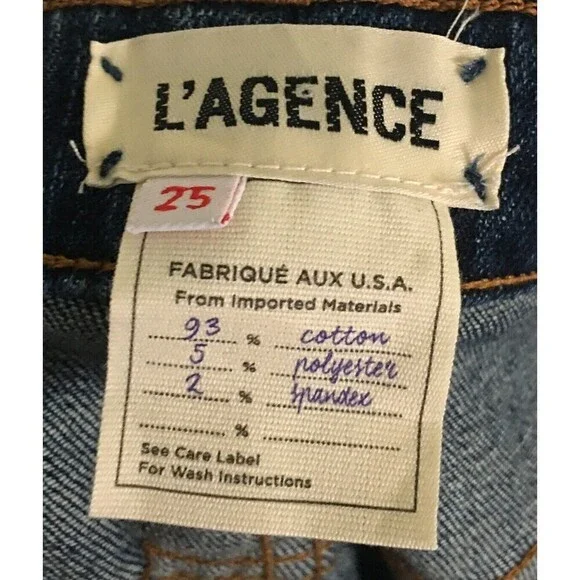 L'AGENCE
25
FABRIQUÉ AUX U.S.A.
From Imported Materials
93 % cotton
5 % polyester
2 % spandex
%
See Care Label
For Wash Instructions